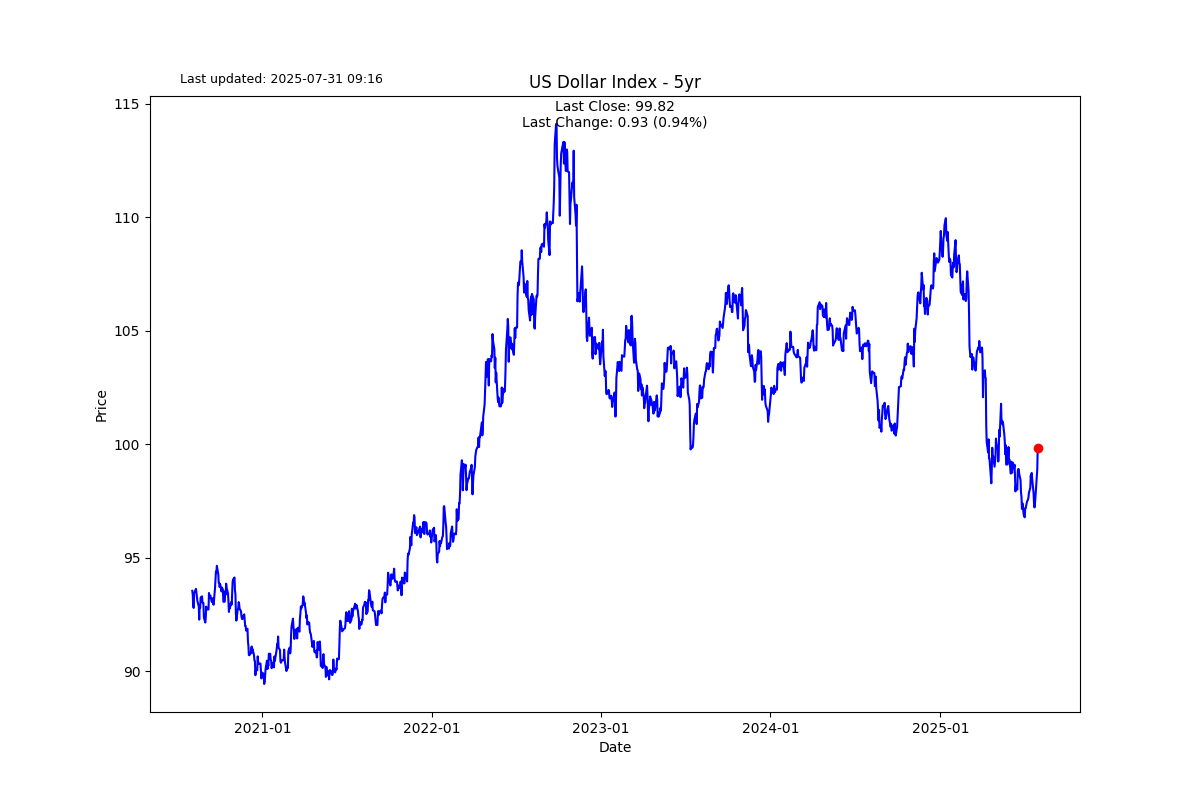 Last updated: 2025-07-31 09:16
US Dollar Index - 5yr
Last Close: 99.82
Last Change: 0.93 (0.94%)
115
110
105
100
95
90
Price
2021-01
2022-01
2023-01
2024-01
2025-01
Date